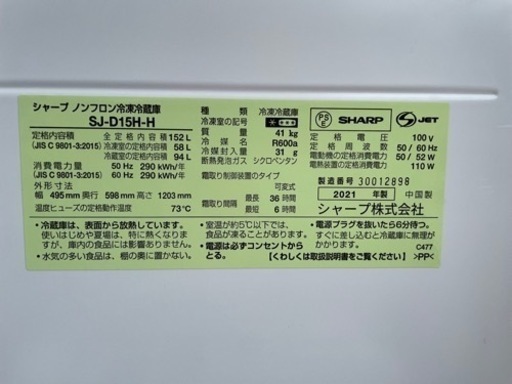 シャープ ノンフロン冷凍冷蔵庫
SJ-D15H-H
定格内容積 全定格内容積 152 L
(JIS C 9801-3:2015) 冷凍室の定格内容積 58 L
冷蔵室の定格内容積 94 L
消費電力量 50 Hz 290 kWh/年
(JIS C 9801-3:2015) 60 Hz 290 kWh/年
外形寸法
幅 495 mm 奥行 598 mm 高さ 1203 mm
温度ヒューズの定格動作温度 73℃
種類 冷凍冷蔵庫
冷凍室の記号
質量 41 kg
冷媒名 R600a
冷媒封入量 31 g
断熱発泡ガス シクロペンタン
霜取り制御装置のタイプ
可変式
霜取り間隔 最長 36 時間
最短 6 時間
PS
E
SHARP
S JET
定格電圧 100 V
定格周波数 50 / 60 Hz
電動機の定格消費電力 50 / 52 W
電熱装置の定格消費電力 110 W
製造番号 30012898
2021 年製 中国製
シャープ株式会社
・冷蔵庫は、表面から放熱しています。
使いはじめや夏場は、特に熱くなりま
すが、庫内の食品には影響ありません。
・水気の多い食品は、棚の奥に置かない。
・室温が約5℃以下では、
食品が凍ることがあります。
・電源は必ずコンセントから
とる。
・電源プラグを抜いたら6分待つ。
すぐに差し込むと冷蔵庫に無理
がかかります。
C477
【くわしくは取扱説明書をご覧ください】
>PP<